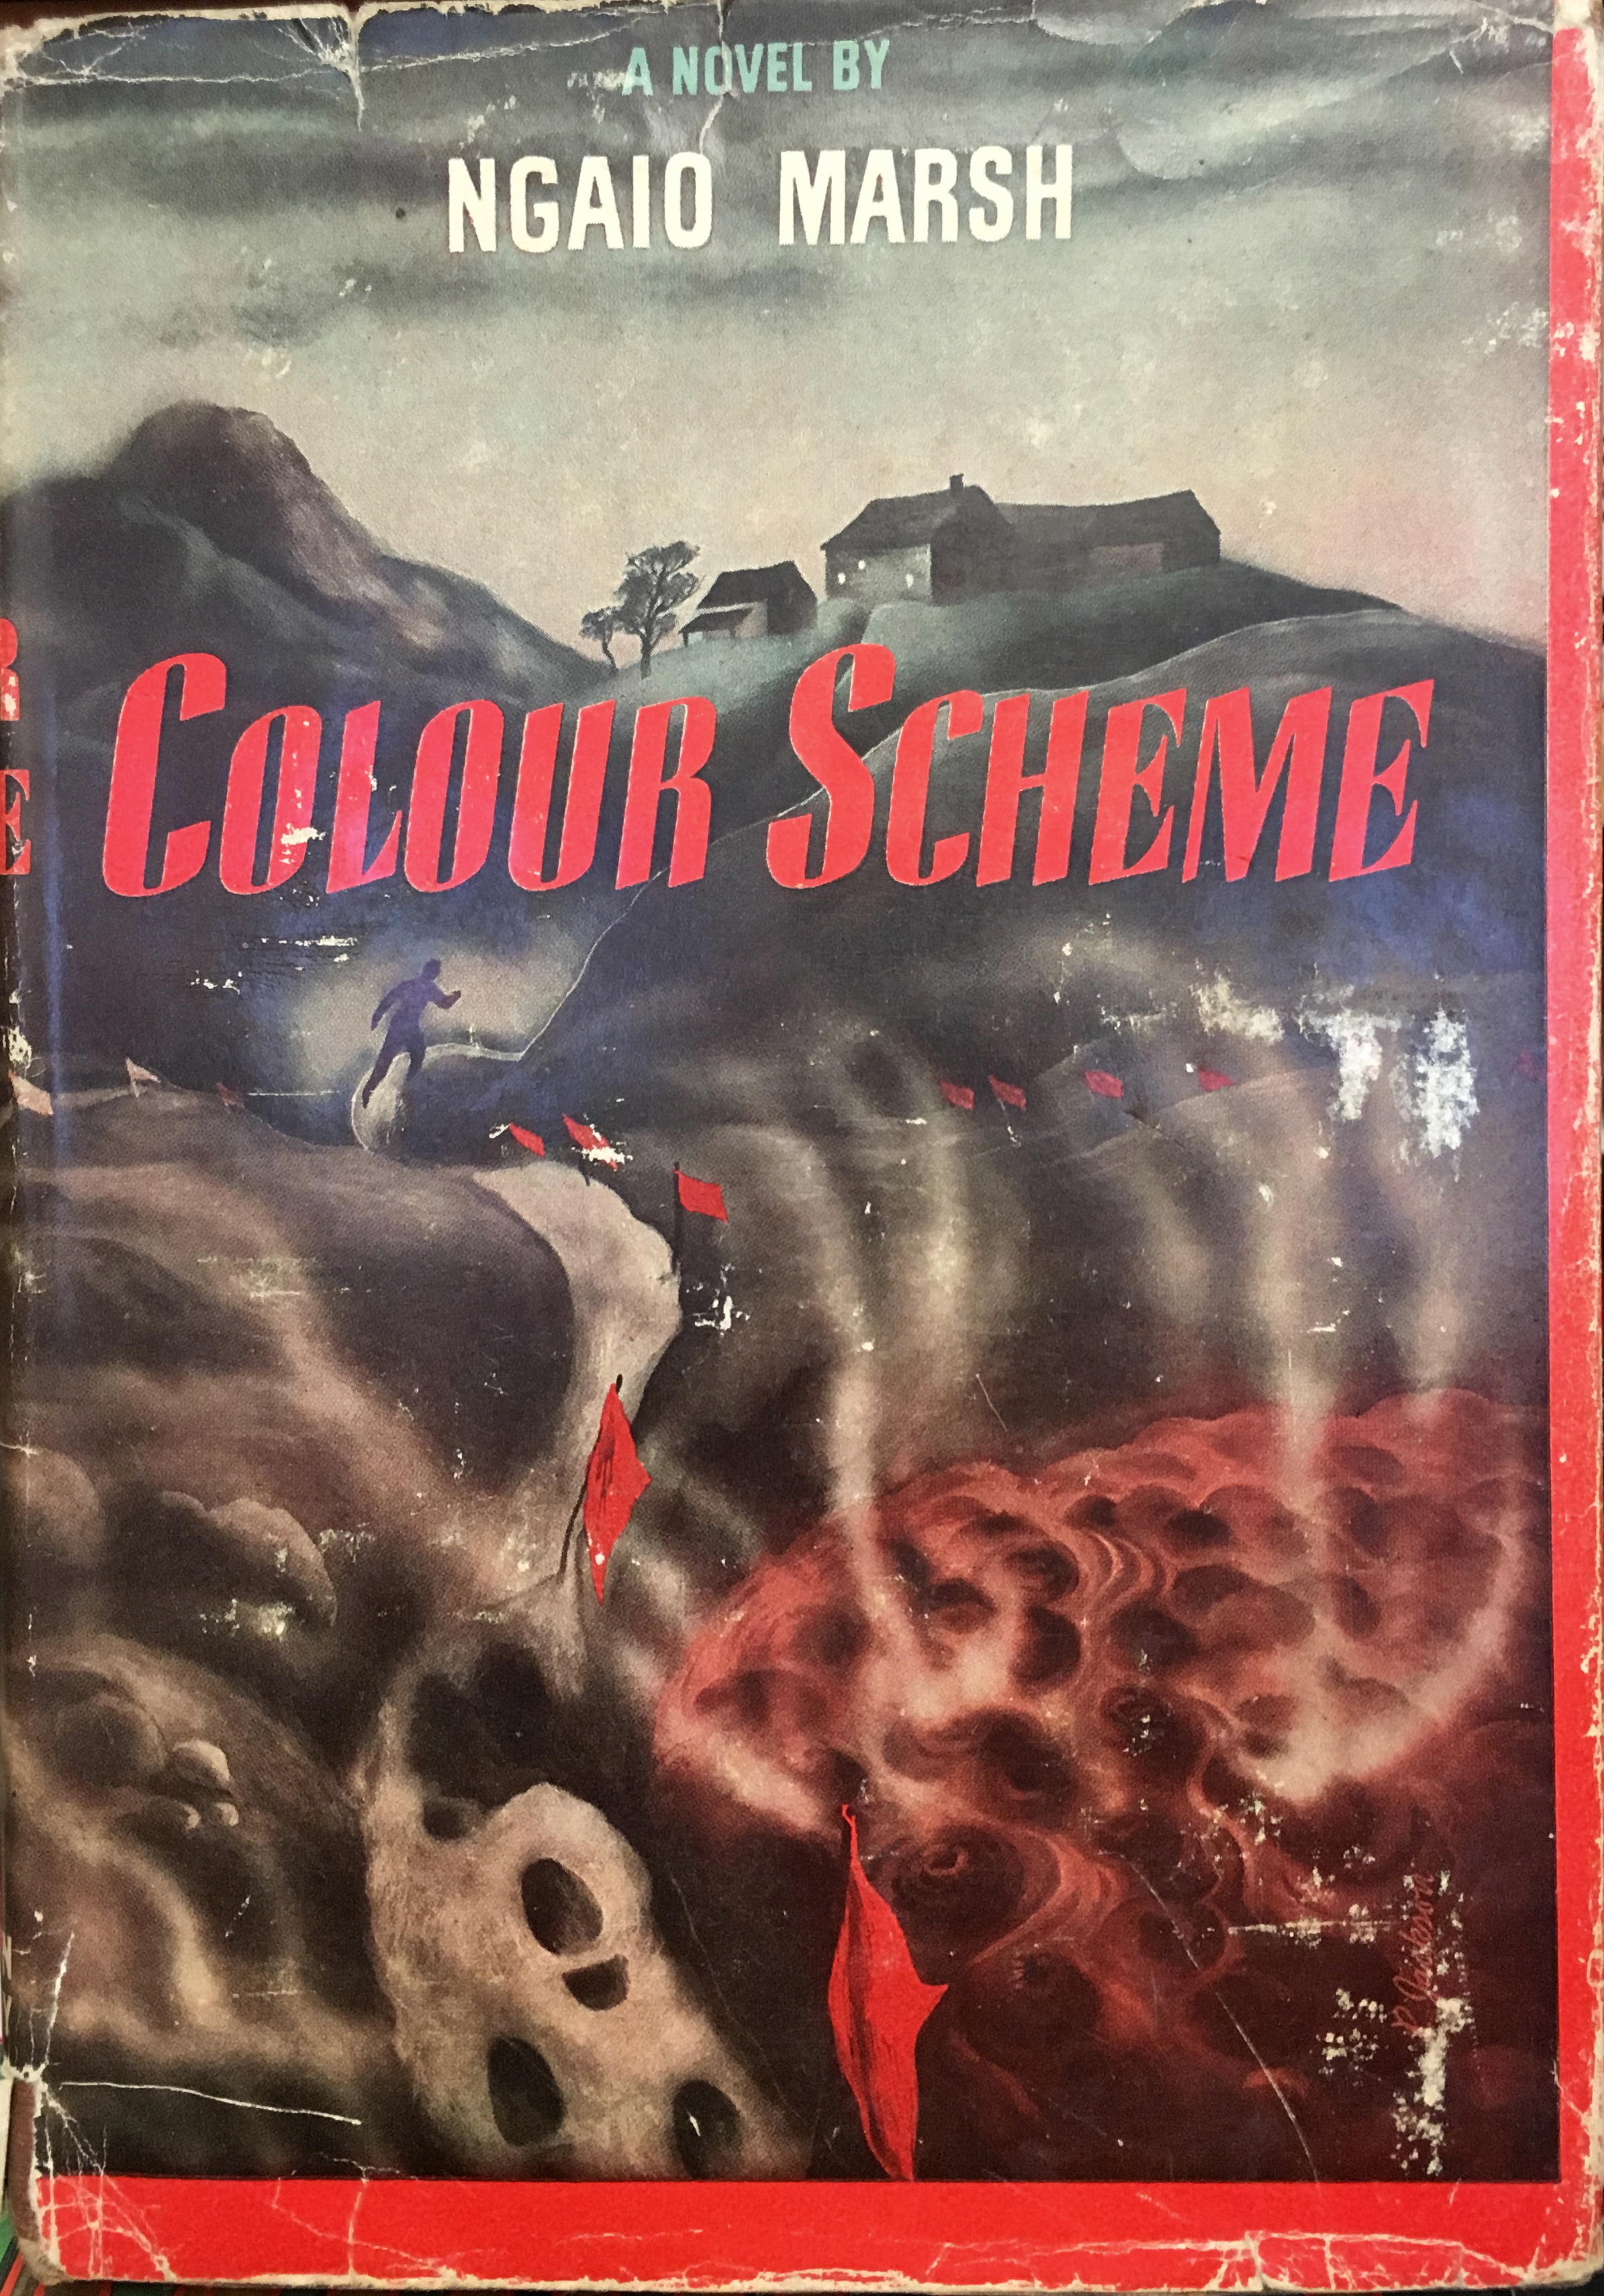 A NOVEL BY
NGAIO MARSH
COLOUR SCHEME
R
E